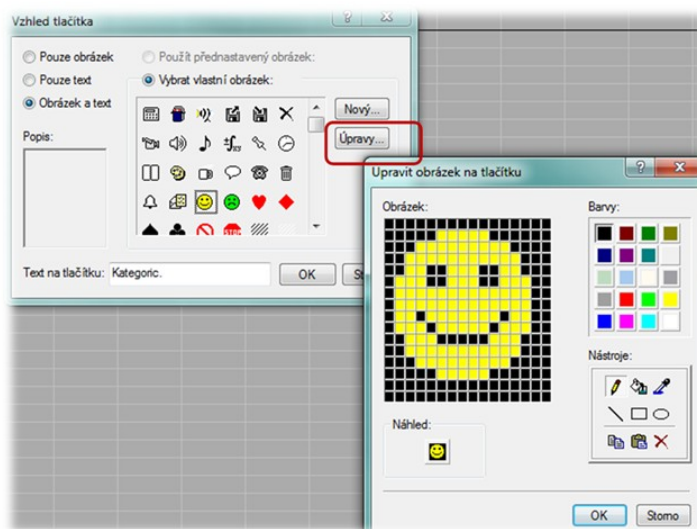 Vzhled tlačítka
Pouze obrázek
Použít přednastavený obrázek:
Pouze text
Vybrat vlastní obrázek:
Obrázek a text
Nový...
Popis:
Úpravy...
STOP
Text na tlačítku:
Kategoric.
OK
Upravit obrázek na tlačítku
Obrázek:
Barvy:
Nástroje:
Náhled:
OK
Storno